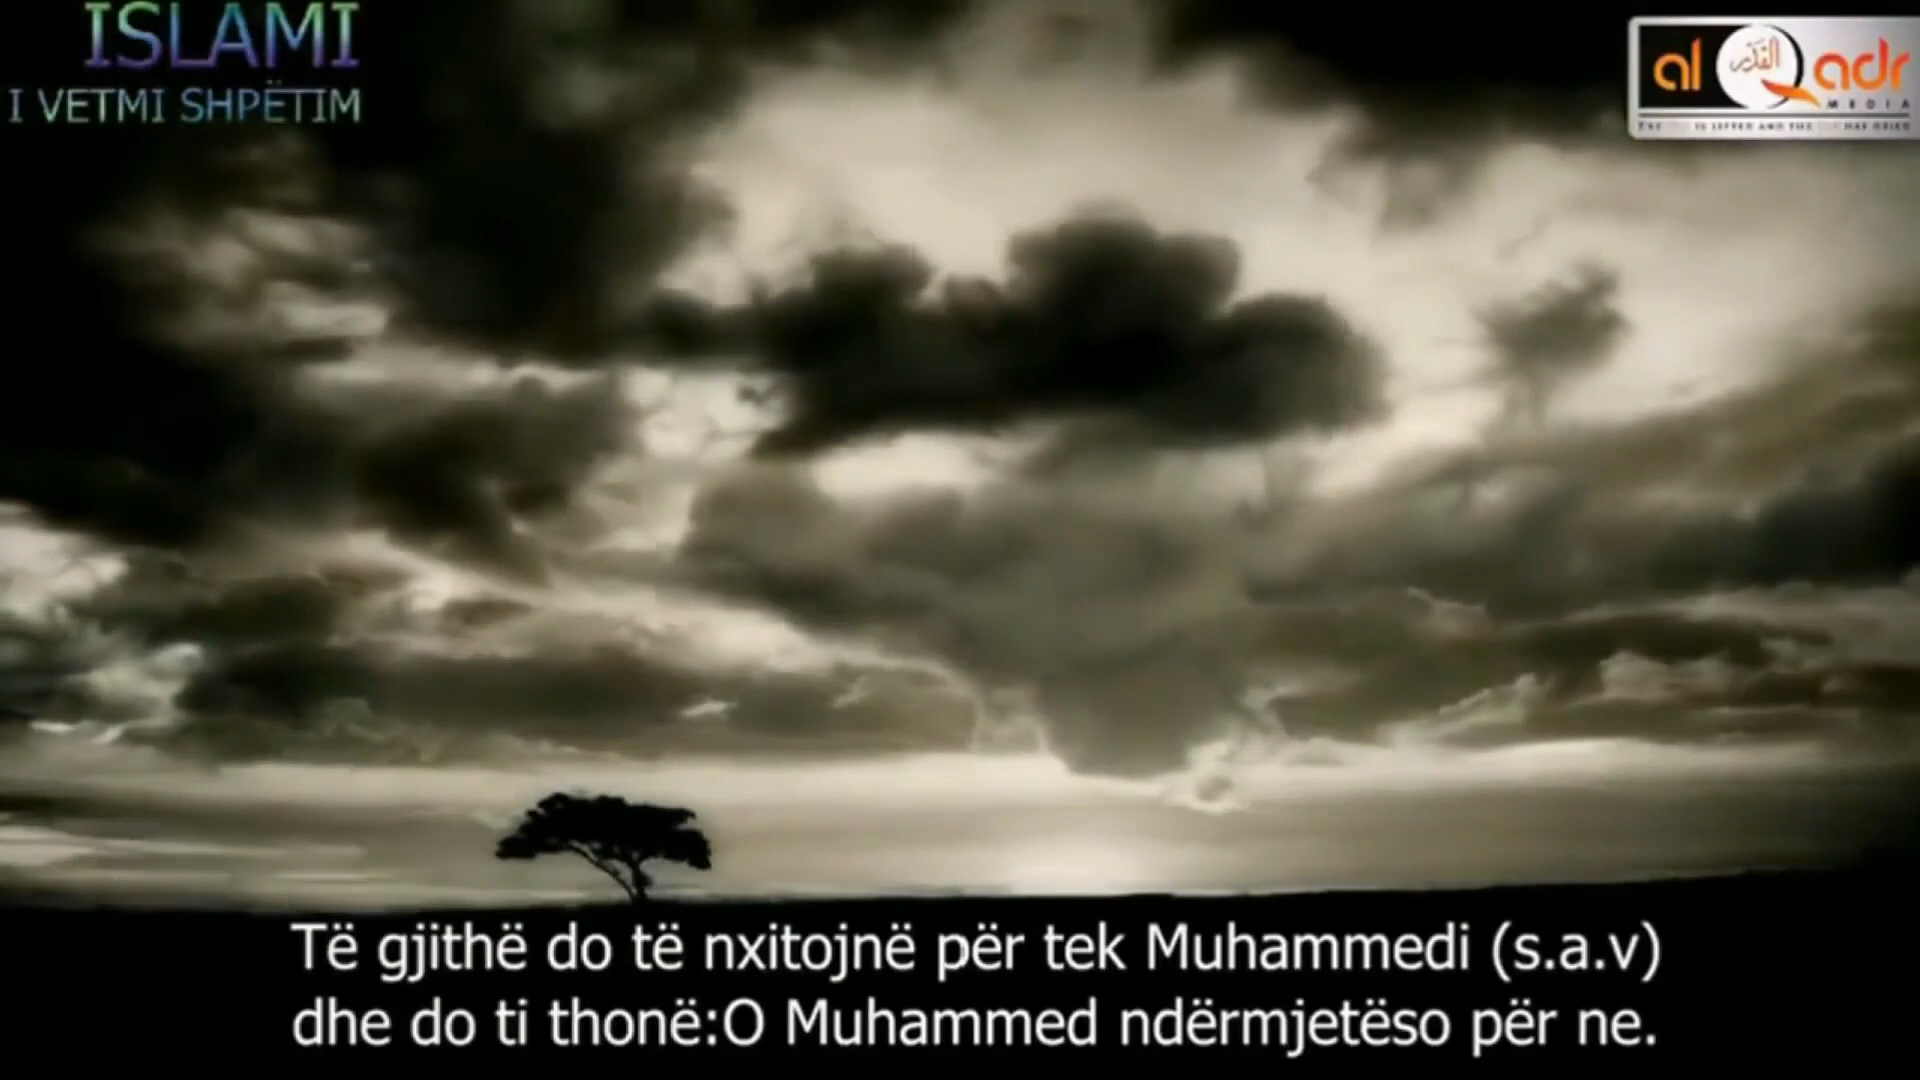 ISLAMI
I VETMI SHPËTIM
al Qadr
القدر
MEDIA
Të gjithë do të nxitojnë për tek Muhammedi (s.a.v)
dhe do ti thonë:O Muhammed ndërmjetëso për ne.